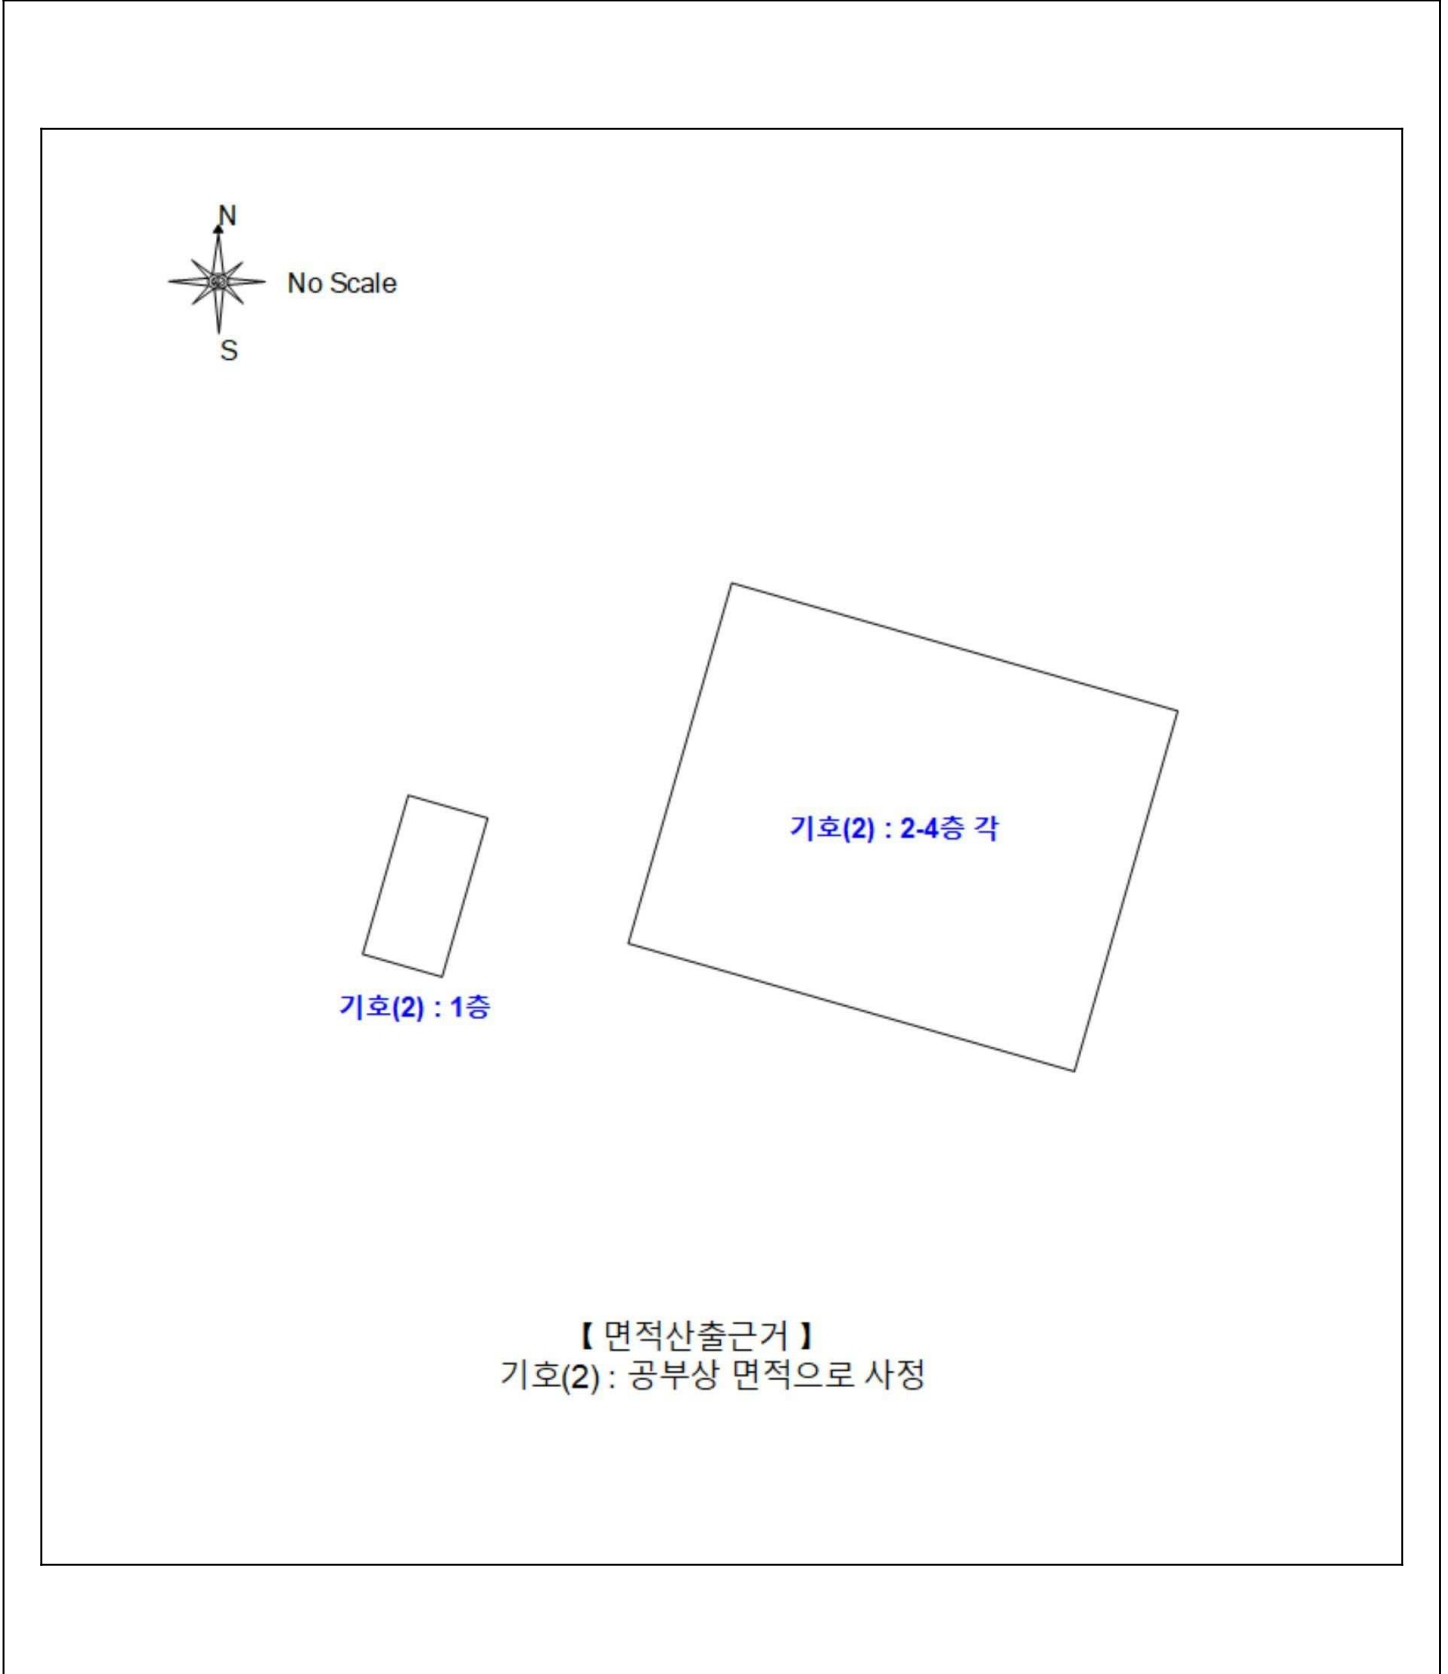 N
No Scale
S
기호(2) : 2-4층 각
기호(2) : 1층
【 면적산출근거 】
기호(2) : 공부상 면적으로 사정